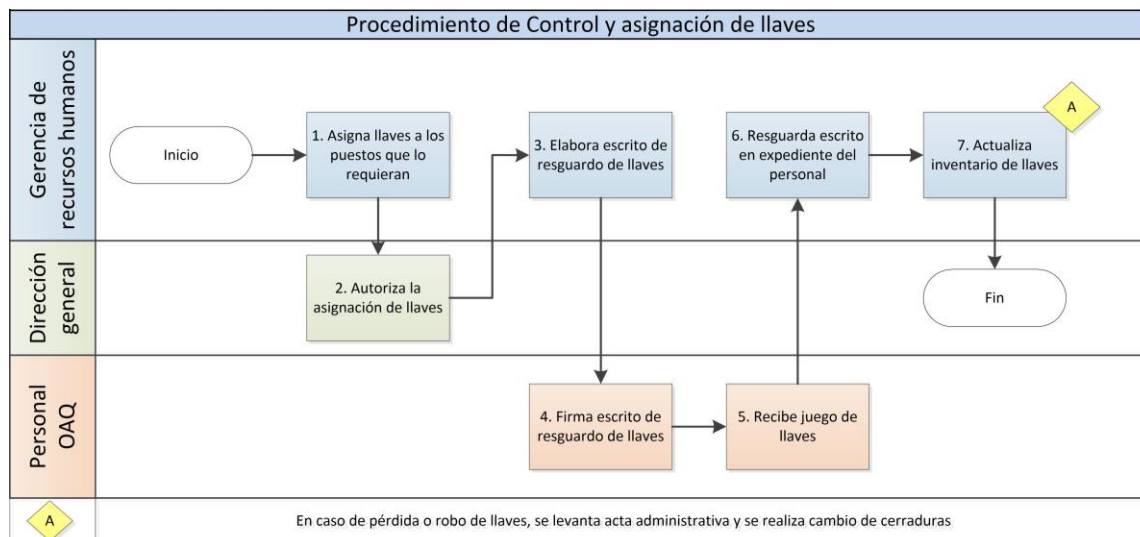 Procedimiento de Control y asignación de llaves
Gerencia de
recursos humanos
Inicio
1. Asigna llaves a los
puestos que lo
requieran
3. Elabora escrito de
resguardo de llaves
6. Resguarda escrito
en expediente del
personal
7. Actualiza
inventario de llaves
A
Dirección
general
2. Autoriza la
asignación de llaves
Fin
Personal
OAQ
4. Firma escrito de
resguardo de llaves
5. Recibe juego de
llaves
A
En caso de pérdida o robo de llaves, se levanta acta administrativa y se realiza cambio de cerraduras